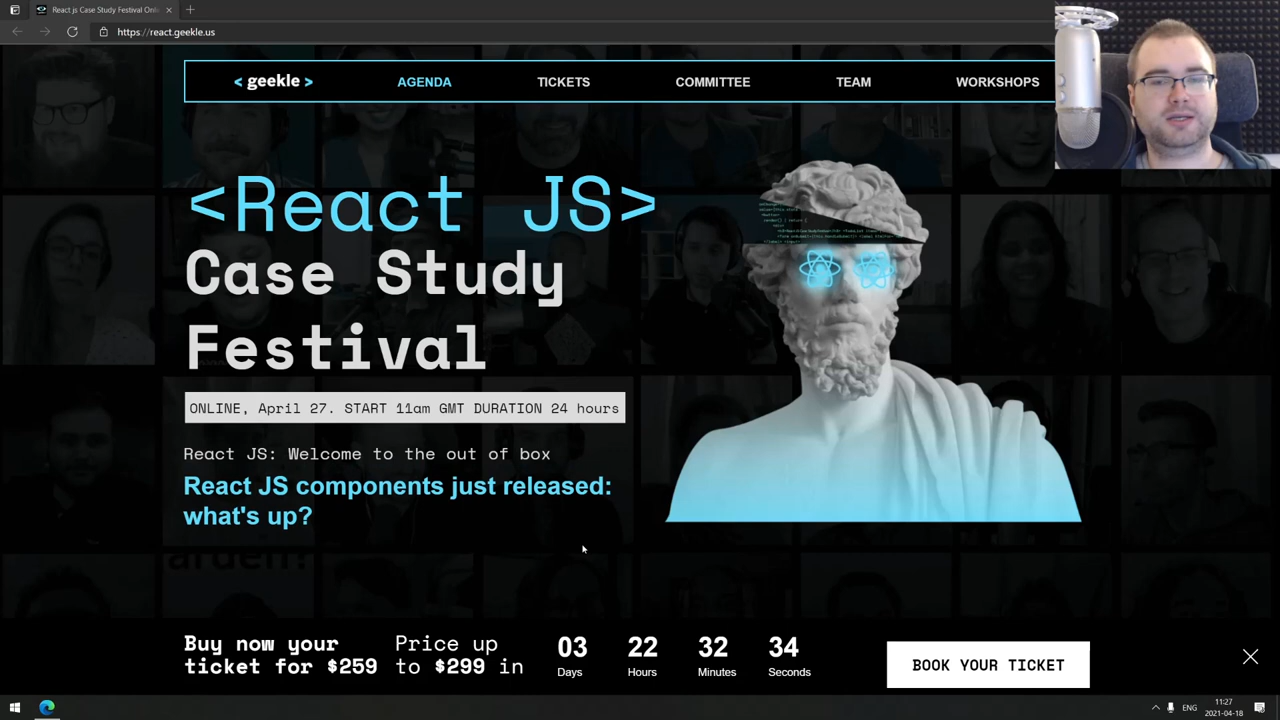 React js Case Study Festival Onli
https://react.geekle.us
< geekle >
AGENDA
TICKETS
COMMITTEE
TEAM
WORKSHOPS
<React JS>
Case Study
Festival
ONLINE, April 27. START 11am GMT DURATION 24 hours
React JS: Welcome to the out of box
React JS components just released:
what's up?
Buy now your
ticket for $259
Price up
to $299 in
03
Days
22
Hours
32
Minutes
34
Seconds
BOOK YOUR TICKET
ENG
11:27
2021-04-18